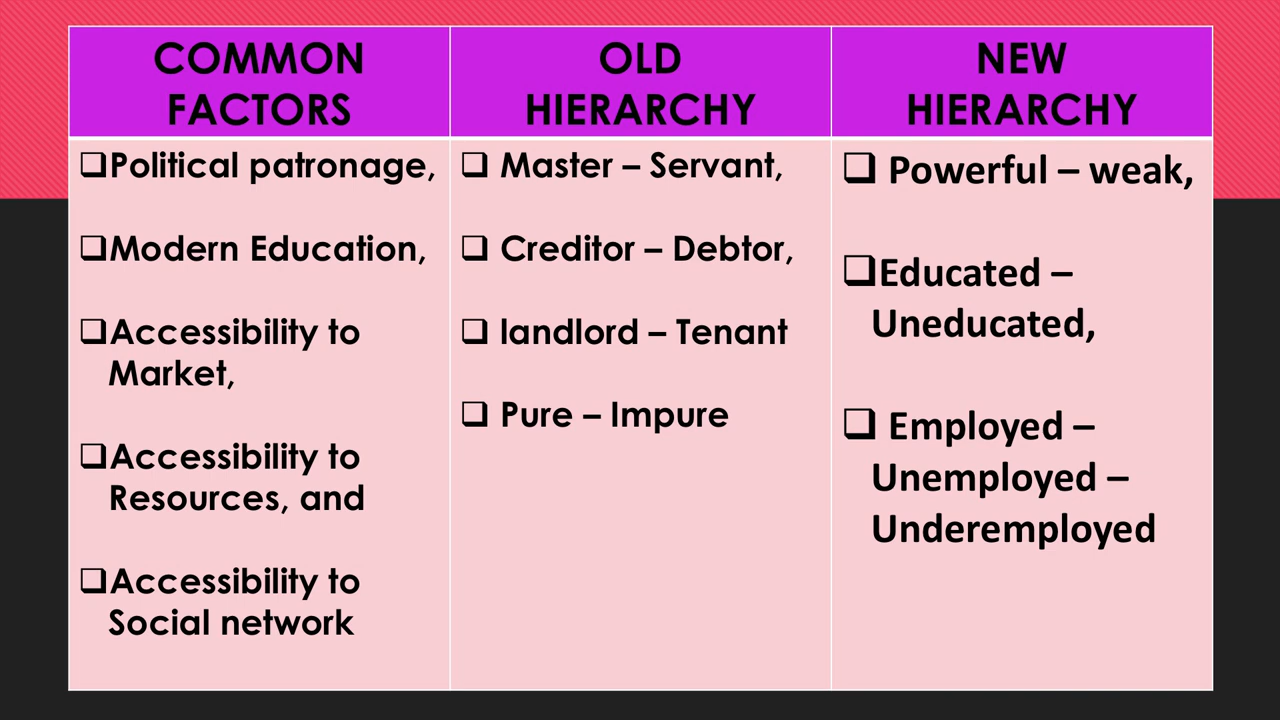 COMMON
FACTORS
❑Political patronage,
❑Modern Education,
❑Accessibility to
Market,
❑Accessibility to
Resources, and
❑Accessibility to
Social network
OLD
HIERARCHY
❑ Master – Servant,
❑ Creditor – Debtor,
❑ landlord – Tenant
❑ Pure – Impure
NEW
HIERARCHY
❑ Powerful – weak,
❑Educated –
Uneducated,
❑ Employed –
Unemployed –
Underemployed